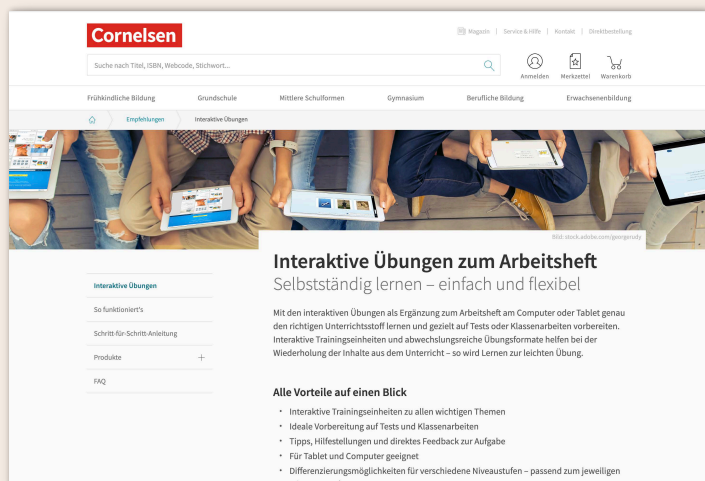 Cornelsen
Magazin | Service & Hilfe | Kontakt | Direktbestellung
Suche nach Titel, ISBN, Webcode, Stichwort...
Anmelden Merkzettel Warenkorb
Frühkindliche Bildung Grundschule Mittlere Schulformen Gymnasium Berufliche Bildung Erwachsenenbildung
Empfehlungen Interaktive Übungen
Bild: stock.adobe.com/georgerudy
Interaktive Übungen zum Arbeitsheft
Selbstständig lernen – einfach und flexibel
Interaktive Übungen
So funktioniert's
Schritt-für-Schritt-Anleitung
Produkte
FAQ
Mit den interaktiven Übungen als Ergänzung zum Arbeitsheft am Computer oder Tablet genau
den richtigen Unterrichtsstoff lernen und gezielt auf Tests oder Klassenarbeiten vorbereiten.
Interaktive Trainingseinheiten und abwechslungsreiche Übungsformate helfen bei der
Wiederholung der Inhalte aus dem Unterricht – so wird Lernen zur leichten Übung.
Alle Vorteile auf einen Blick
• Interaktive Trainingseinheiten zu allen wichtigen Themen
• Ideale Vorbereitung auf Tests und Klassenarbeiten
• Tipps, Hilfestellungen und direktes Feedback zur Aufgabe
• Für Tablet und Computer geeignet
• Differenzierungsmöglichkeiten für verschiedene Niveaustufen – passend zum jeweiligen